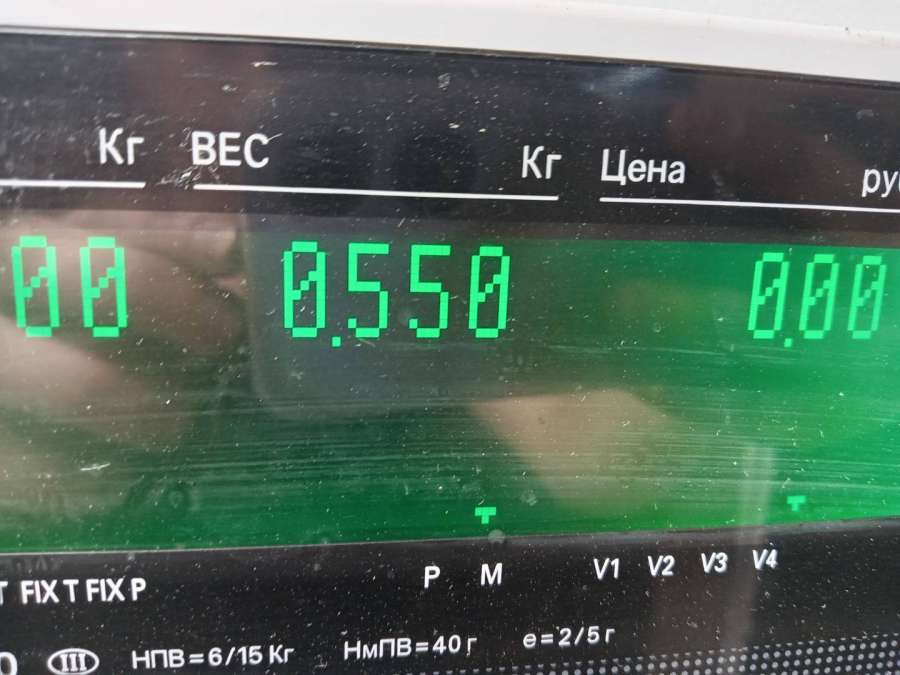 Кг ВЕС Кг Цена
00 0.550 0.00
FIX T FIX P P M V1 V2 V3 V4
III НПВ=6/15 Кг НмПВ=40 г e=2/5 г